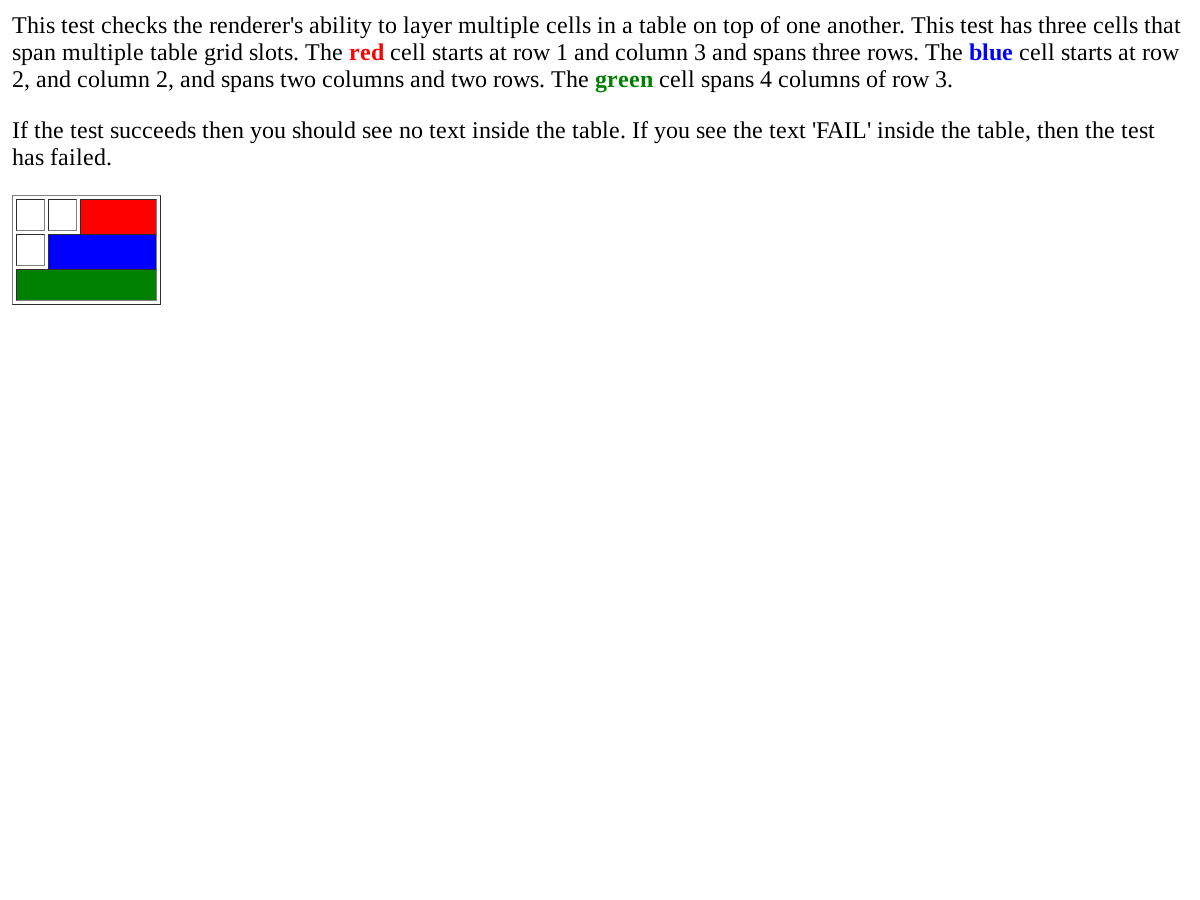 This test checks the renderer's ability to layer multiple cells in a table on top of one another. This test has three cells that
span multiple table grid slots. The red cell starts at row 1 and column 3 and spans three rows. The blue cell starts at row
2, and column 2, and spans two columns and two rows. The green cell spans 4 columns of row 3.
If the test succeeds then you should see no text inside the table. If you see the text 'FAIL' inside the table, then the test
has failed.